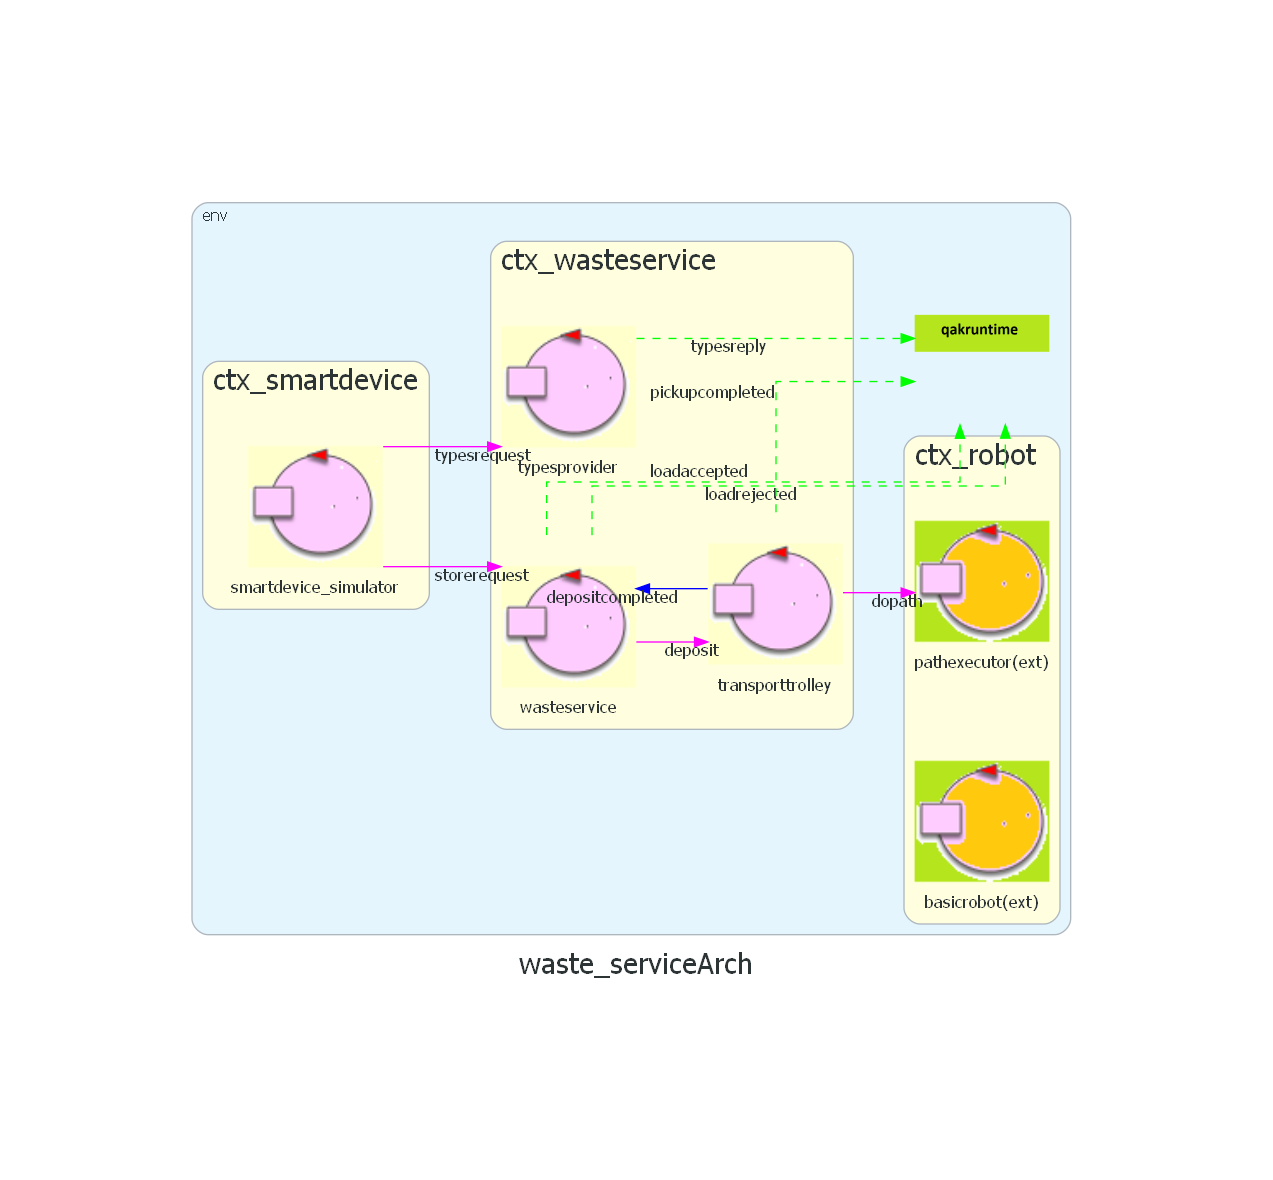 env
ctx_wasteservice
qakruntime
typesreply
ctx_smartdevice
pickupcompleted
typesrequest
ctx_robot
typesprovider
loadaccepted
loadrejected
storerequest
smartdevice_simulator
depositcompleted
dopath
deposit
pathexecutor(ext)
transporttrolley
wasteservice
basicrobot(ext)
waste_serviceArch